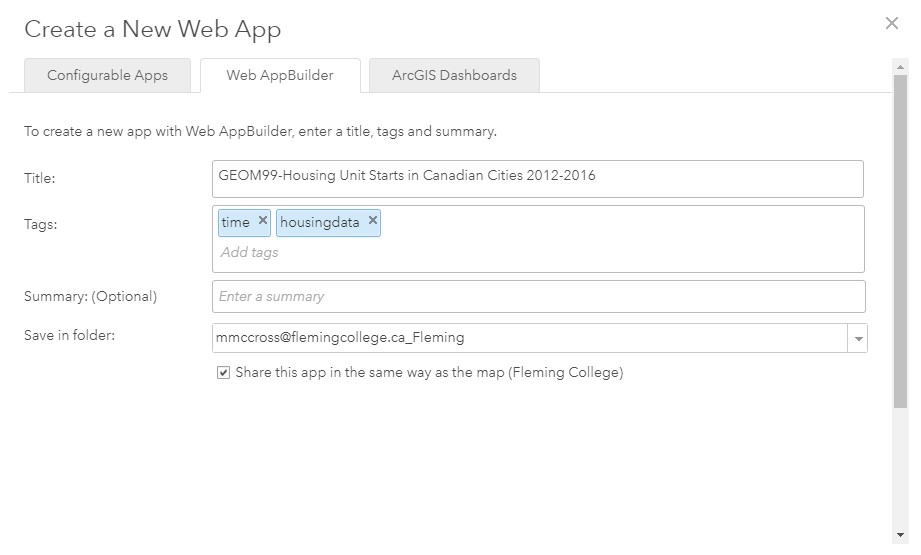 Create a New Web App
Configurable Apps
Web AppBuilder
ArcGIS Dashboards
To create a new app with Web AppBuilder, enter a title, tags and summary.
Title:
GEOM99-Housing Unit Starts in Canadian Cities 2012-2016
Tags:
time
housingdata
Add tags
Summary: (Optional)
Enter a summary
Save in folder:
mmccross@flemingcollege.ca_Fleming
Share this app in the same way as the map (Fleming College)